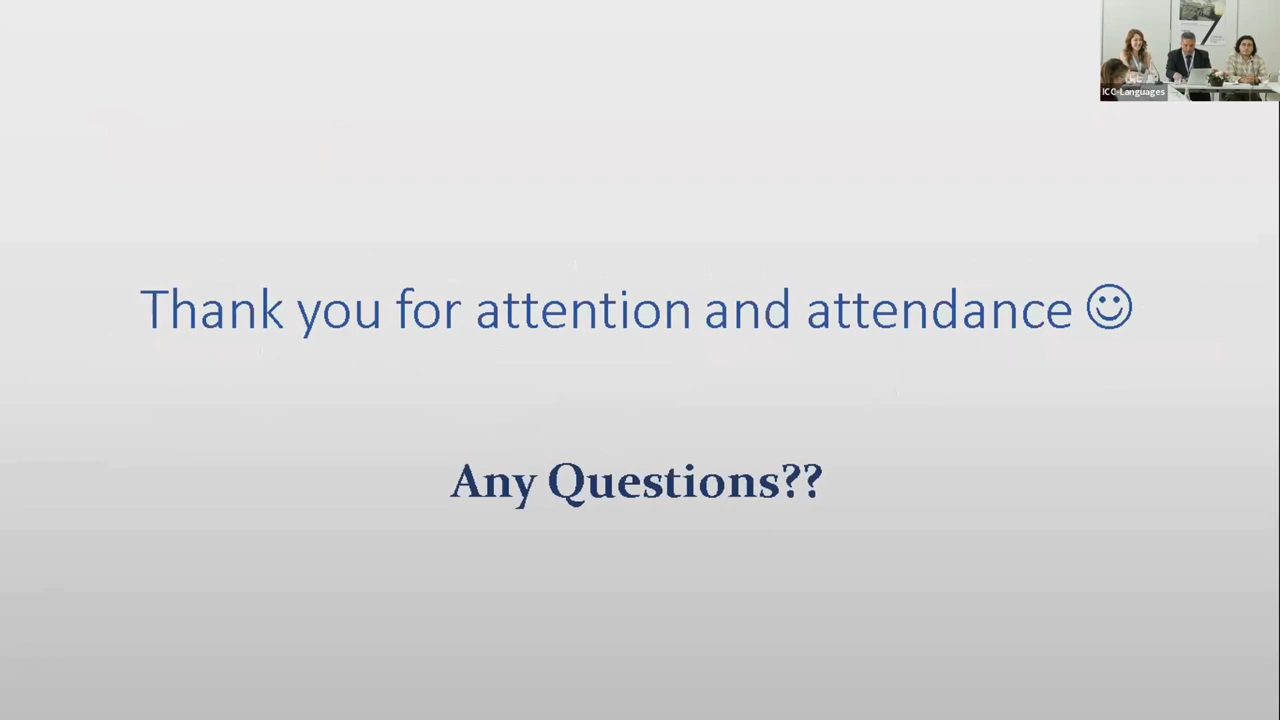 ICC-Languages
Thank you for attention and attendance ☺
Any Questions??